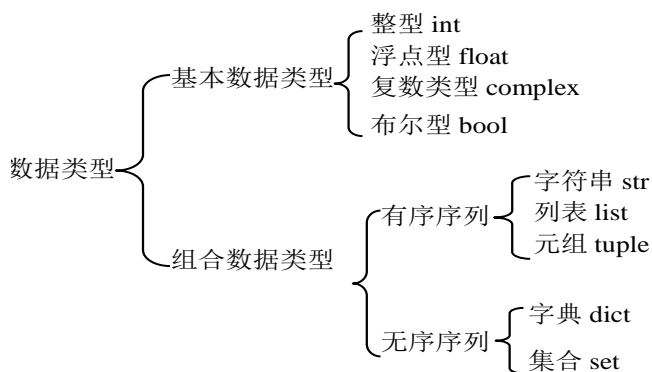 整型 int
浮点型 float
基本数据类型
复数类型 complex
布尔型 bool
数据类型
字符串 str
有序序列
列表 list
元组 tuple
组合数据类型
字典 dict
无序序列
集合 set